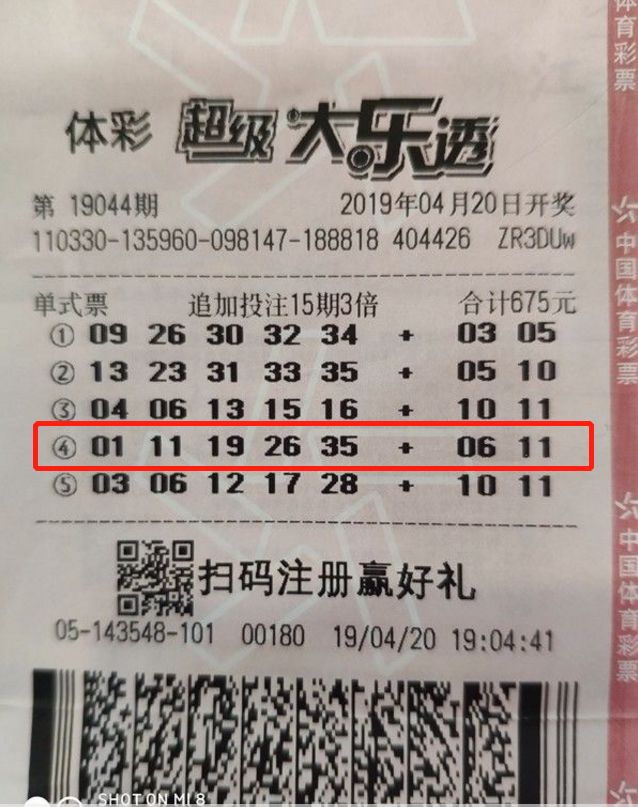 体彩 超级大乐透
第 19044期 2019年04月20日开奖
110330-135960-098147-188818 404426 ZR3DUw
单式票 追加投注15期3倍 合计675元
① 09 26 30 32 34 + 03 05
② 13 23 31 33 35 + 05 10
③ 04 06 13 15 16 + 10 11
④ 01 11 19 26 35 + 06 11
⑤ 03 06 12 17 28 + 10 11
扫码注册赢好礼
05-143548-101 00180 19/04/20 19:04:41
SHOT ON MI 8
体育彩票
中国体育彩票
中国体育彩票